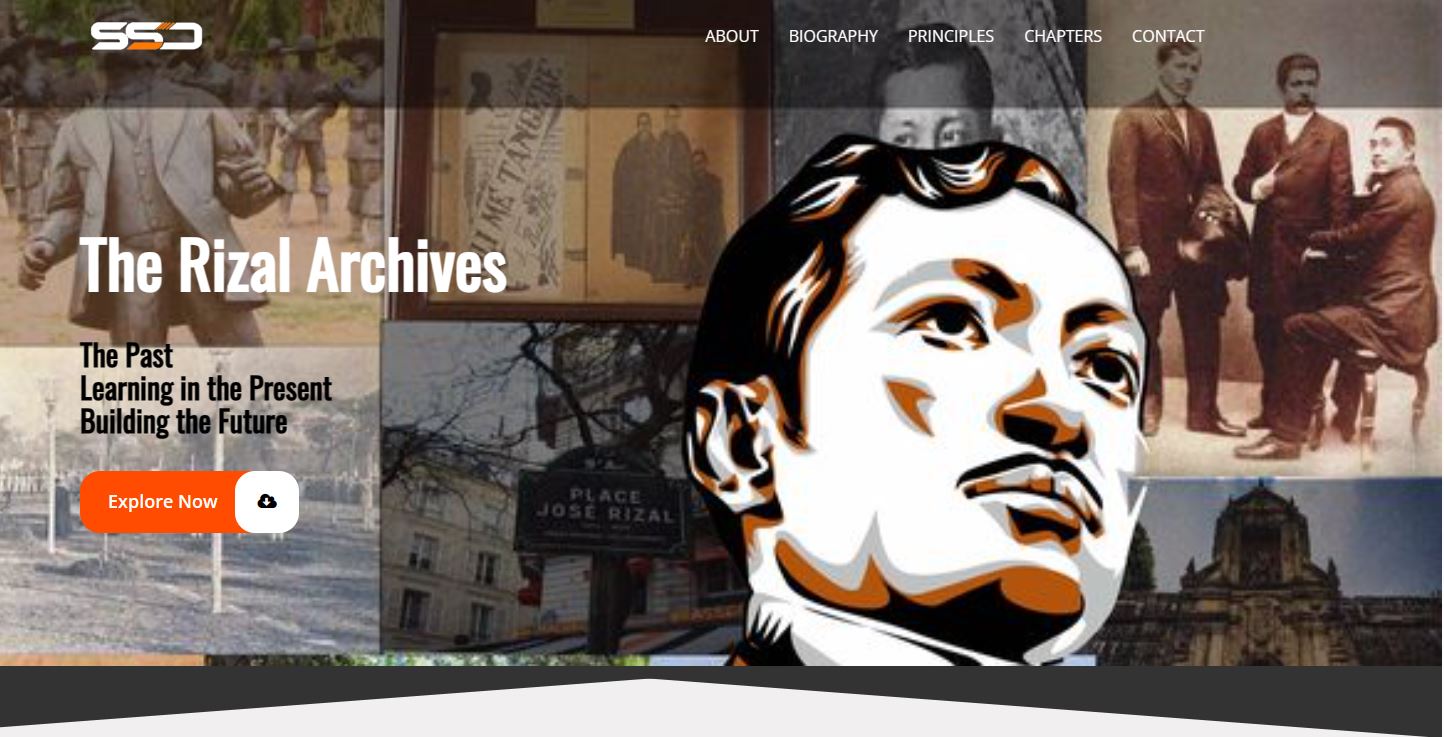 SSD
ABOUT BIOGRAPHY PRINCIPLES CHAPTERS CONTACT
The Rizal Archives
The Past
Learning in the Present
Building the Future
Explore Now
ME TANGERE
PLACE
JOSÉ RIZAL